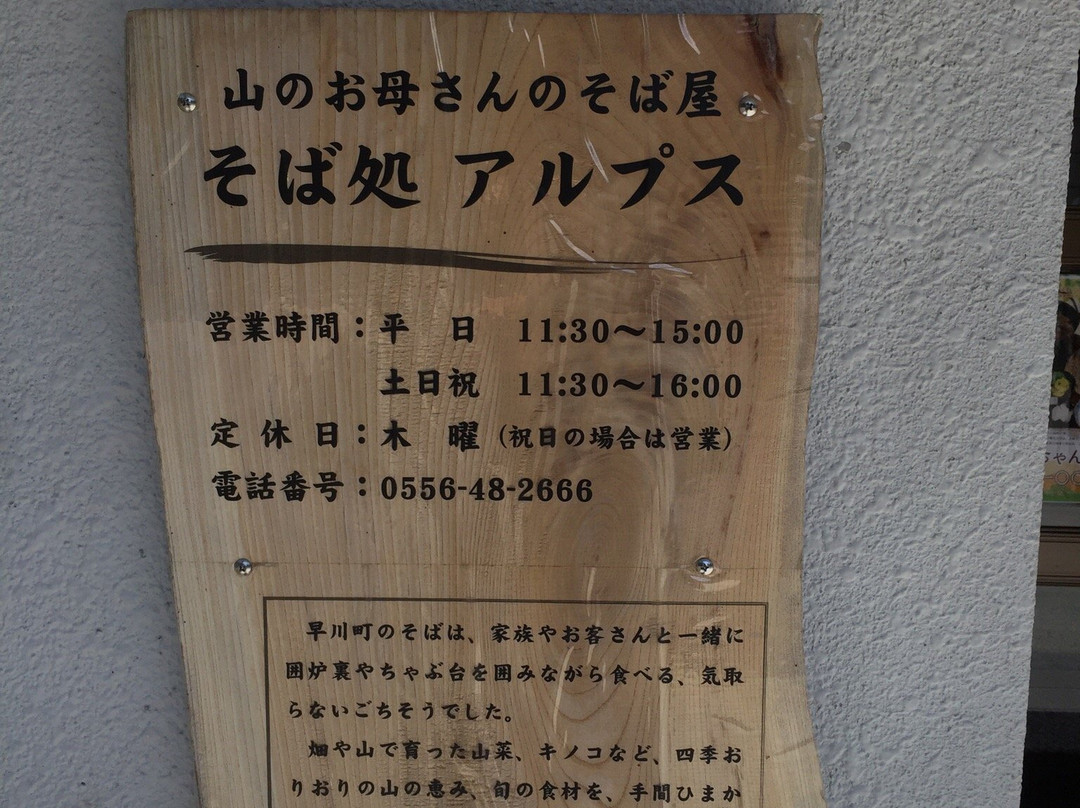 山のお母さんのそば屋
そば処 アルプス
営業時間：平　日　11:30～15:00
土日祝　11:30～16:00
定 休 日：木　曜（祝日の場合は営業）
電話番号：0556-48-2666
早川町のそばは、家族やお客さんと一緒に
囲炉裏やちゃぶ台を囲みながら食べる、気取
らないごちそうでした。
畑や山で育った山菜、キノコなど、四季お
りおりの山の恵み、旬の食材を、手間ひまか
ちゃん